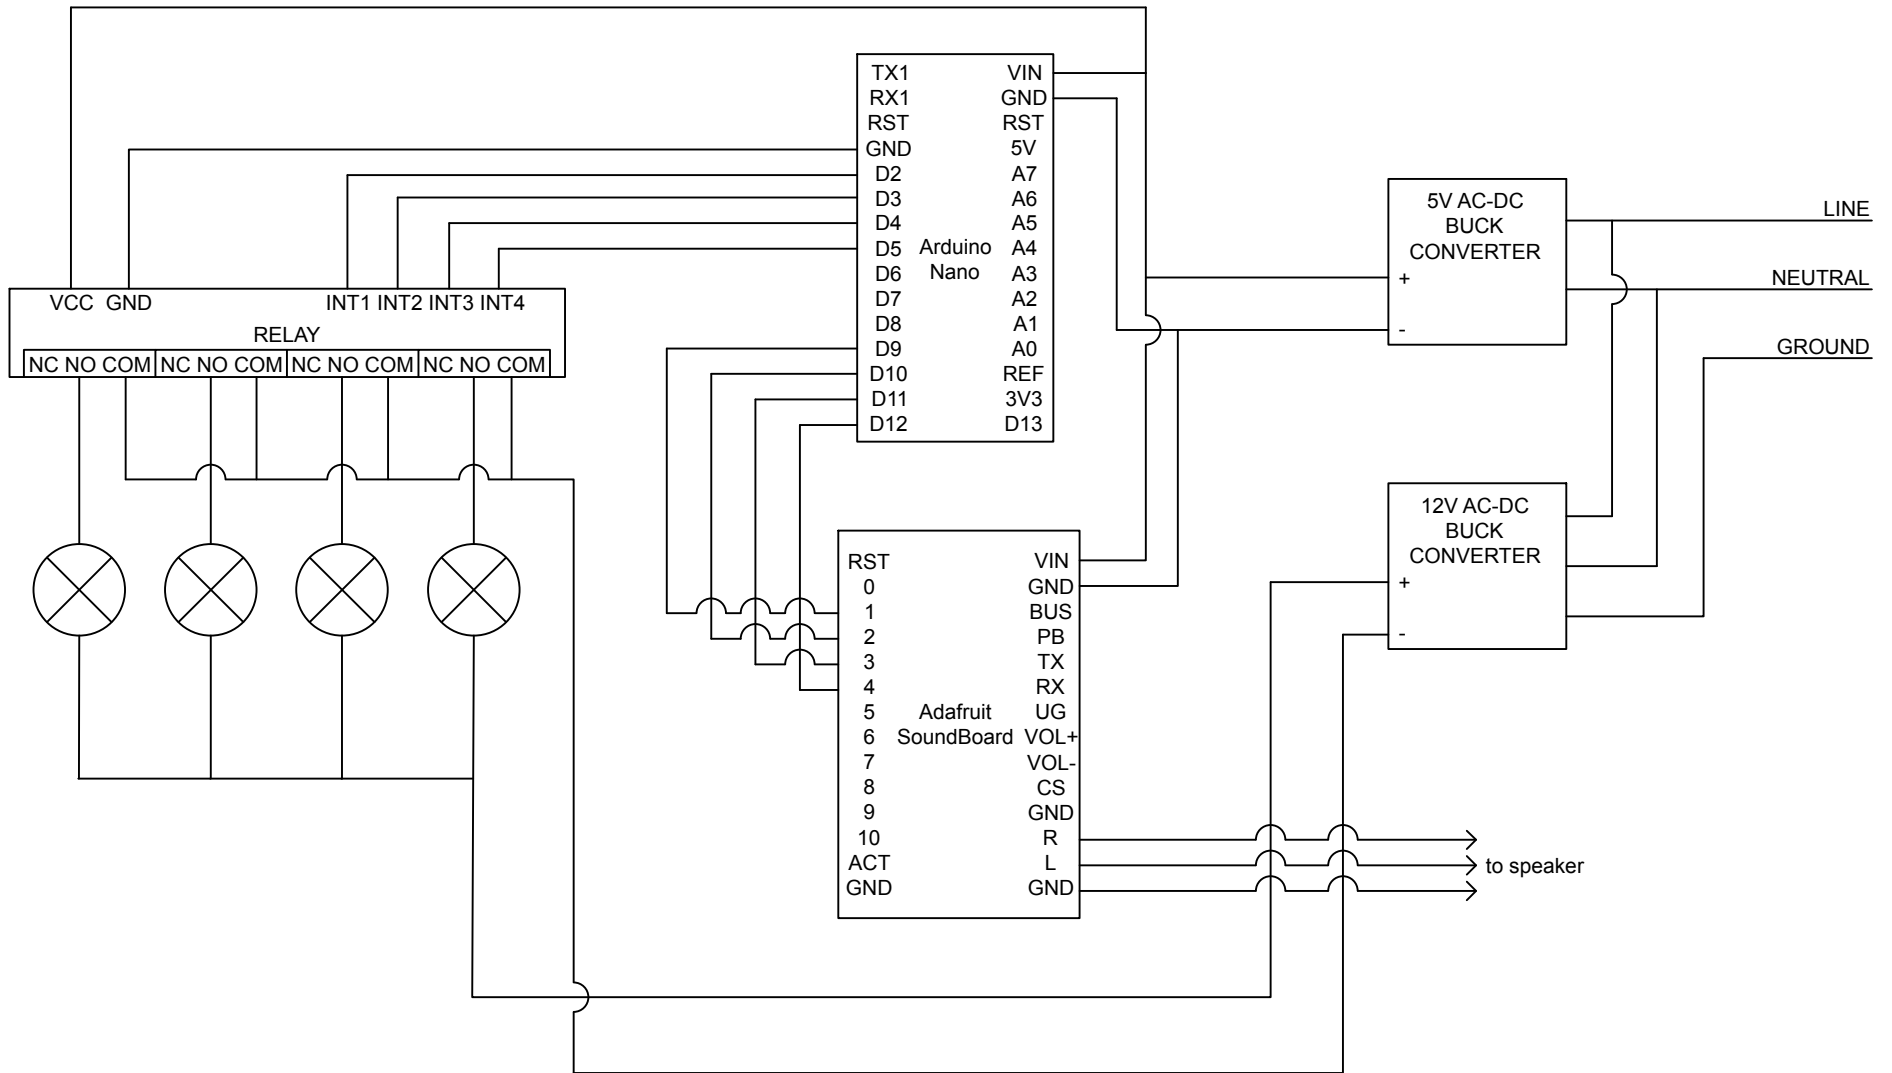 TX1 VIN
RX1 GND
RST RST
GND 5V
D2 A7
D3 A6
D4 A5
D5 Arduino A4
D6 Nano A3
D7 A2
D8 A1
D9 A0
D10 REF
D11 3V3
D12 D13
5V AC-DC
BUCK
CONVERTER
+
-
LINE
NEUTRAL
GROUND
VCC GND INT1 INT2 INT3 INT4
RELAY
NC NO COM NC NO COM NC NO COM NC NO COM
12V AC-DC
BUCK
CONVERTER
+
-
RST VIN
0 GND
1 BUS
2 PB
3 TX
4 RX
5 Adafruit UG
6 SoundBoard VOL+
7 VOL-
8 CS
9 GND
10 R
ACT L
GND GND
to speaker